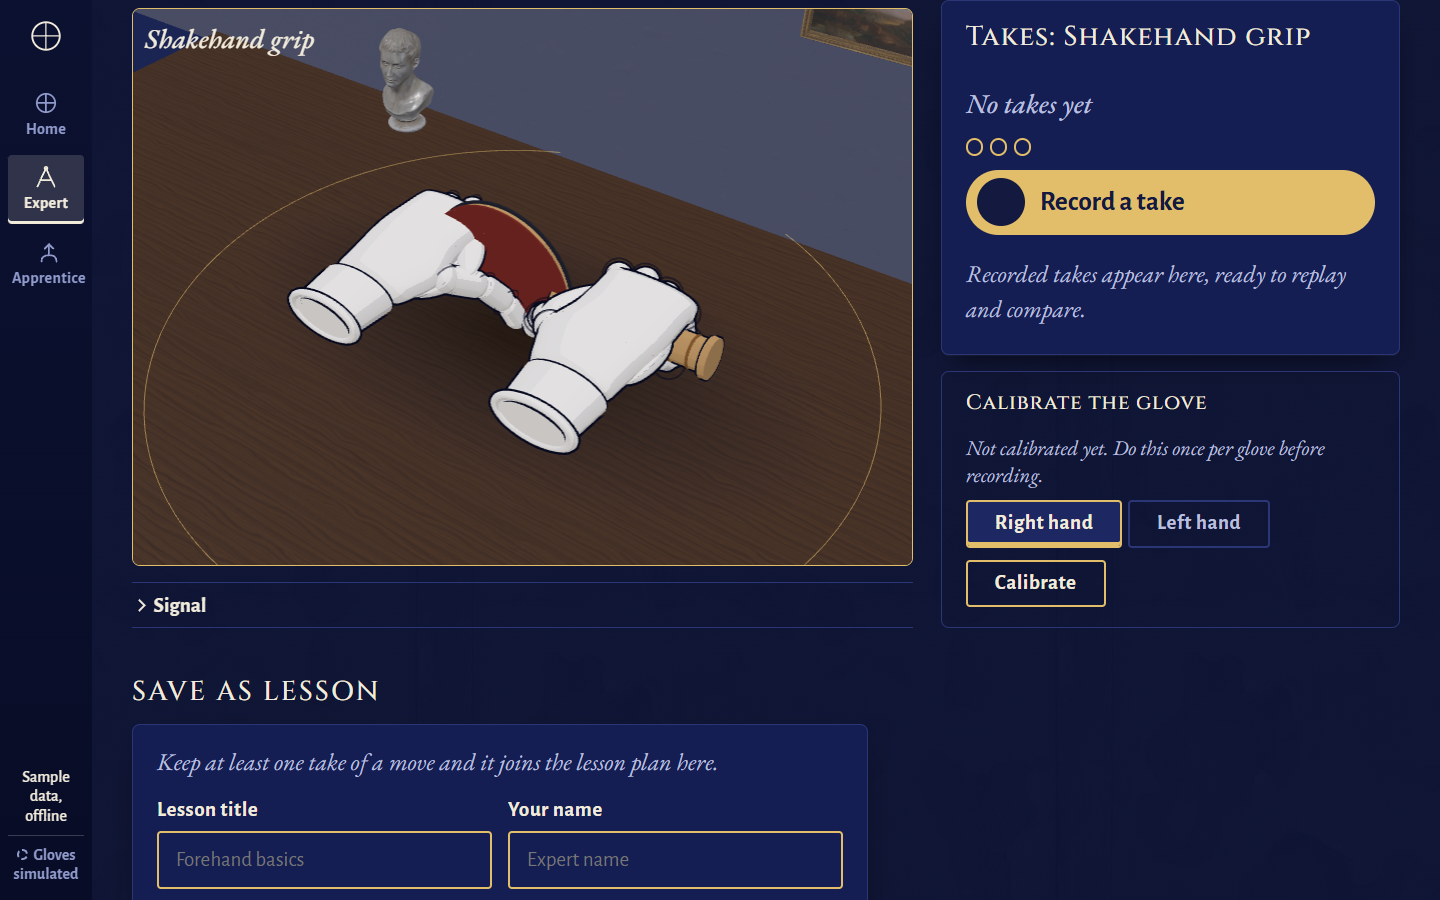 Home
Expert
Apprentice
Sample
data,
offline
Gloves
simulated
Shakehand grip
Signal
SAVE AS LESSON
Keep at least one take of a move and it joins the lesson plan here.
Lesson title
Your name
Forehand basics
Expert name
Takes: Shakehand grip
No takes yet
Record a take
Recorded takes appear here, ready to replay
and compare.
Calibrate the glove
Not calibrated yet. Do this once per glove before
recording.
Right hand
Left hand
Calibrate